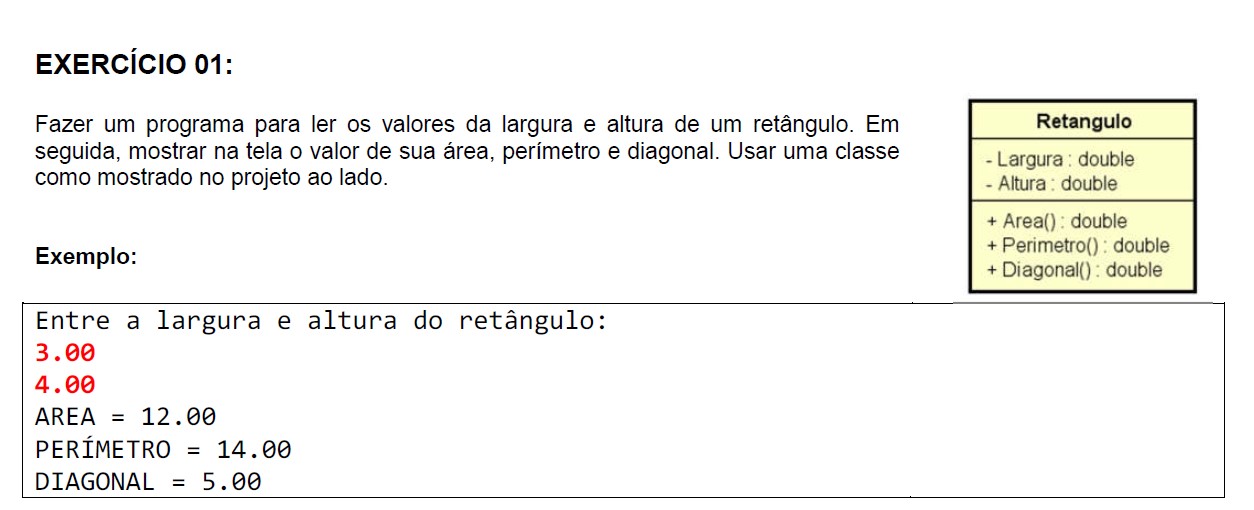 EXERCÍCIO 01:
Fazer um programa para ler os valores da largura e altura de um retângulo. Em
seguida, mostrar na tela o valor de sua área, perímetro e diagonal. Usar uma classe
como mostrado no projeto ao lado.
Retangulo
- Largura : double
- Altura : double
+ Area() : double
+ Perimetro() : double
+ Diagonal() : double
Exemplo:
Entre a largura e altura do retângulo:
3.00
4.00
AREA = 12.00
PERÍMETRO = 14.00
DIAGONAL = 5.00